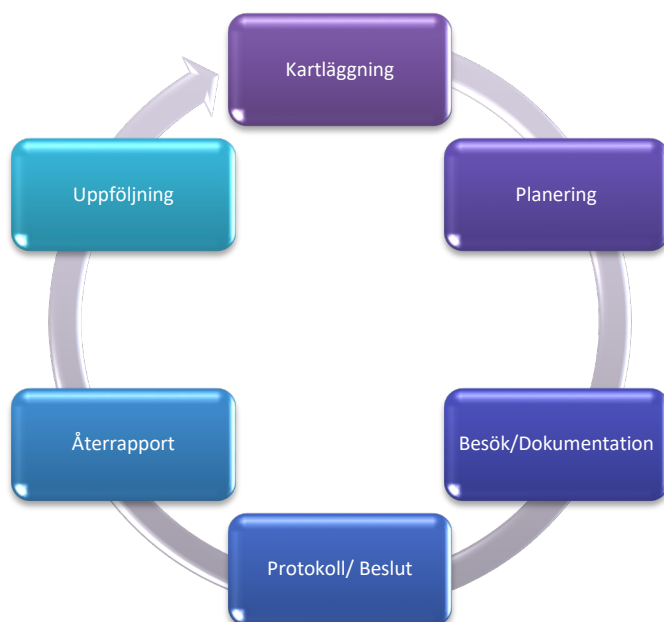 Kartläggning
Planering
Besök/Dokumentation
Protokoll/ Beslut
Återrapport
Uppföljning